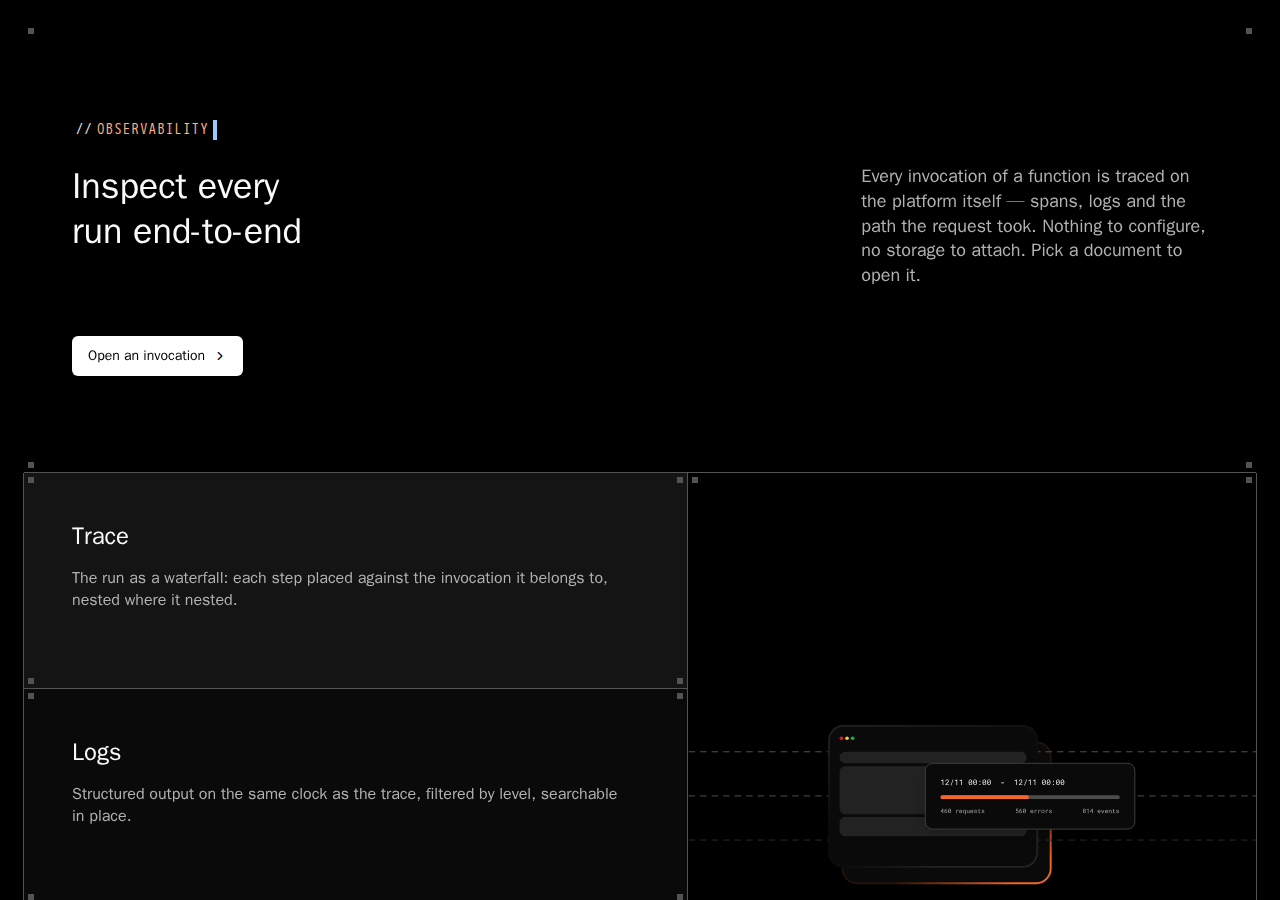 // OBSERVABILITY
Inspect every
run end-to-end
Every invocation of a function is traced on
the platform itself — spans, logs and the
path the request took. Nothing to configure,
no storage to attach. Pick a document to
open it.
Open an invocation
Trace
The run as a waterfall: each step placed against the invocation it belongs to,
nested where it nested.
Logs
Structured output on the same clock as the trace, filtered by level, searchable
in place.
12/11 00:00 - 12/11 00:00
460 requests 560 errors 814 events